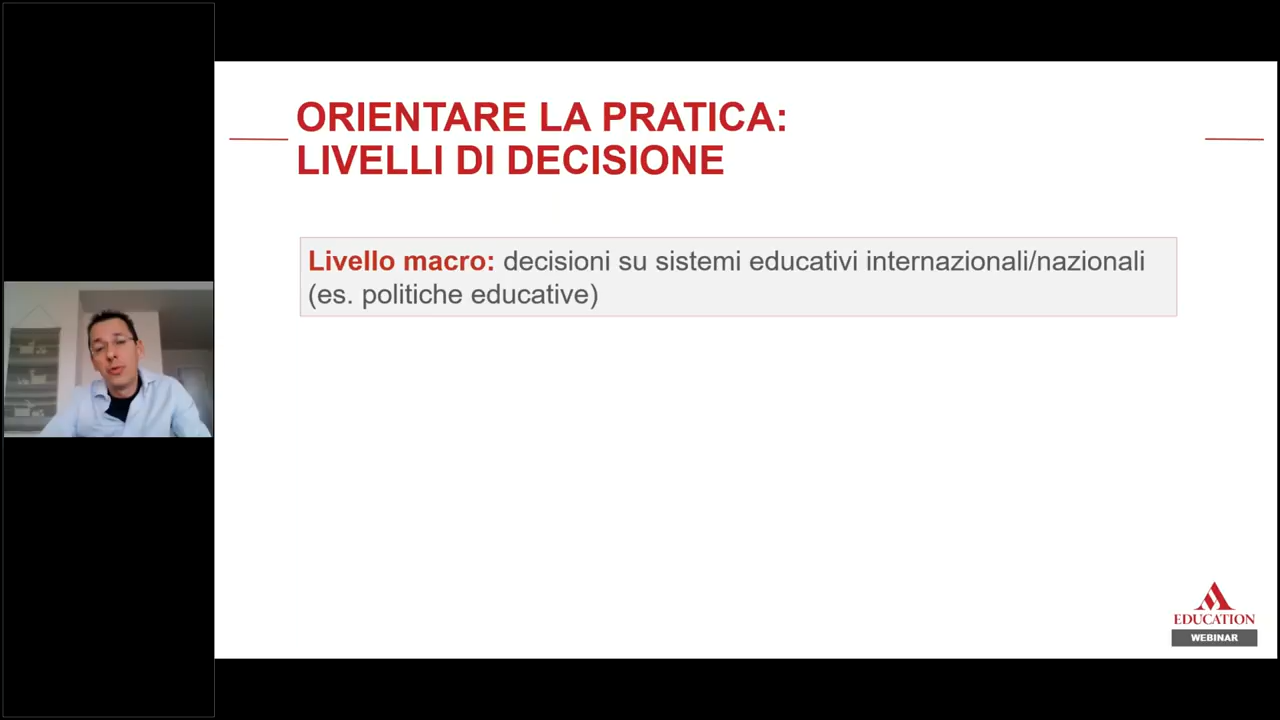 ORIENTARE LA PRATICA:
LIVELLI DI DECISIONE
Livello macro: decisioni su sistemi educativi internazionali/nazionali
(es. politiche educative)
EDUCATION
WEBINAR